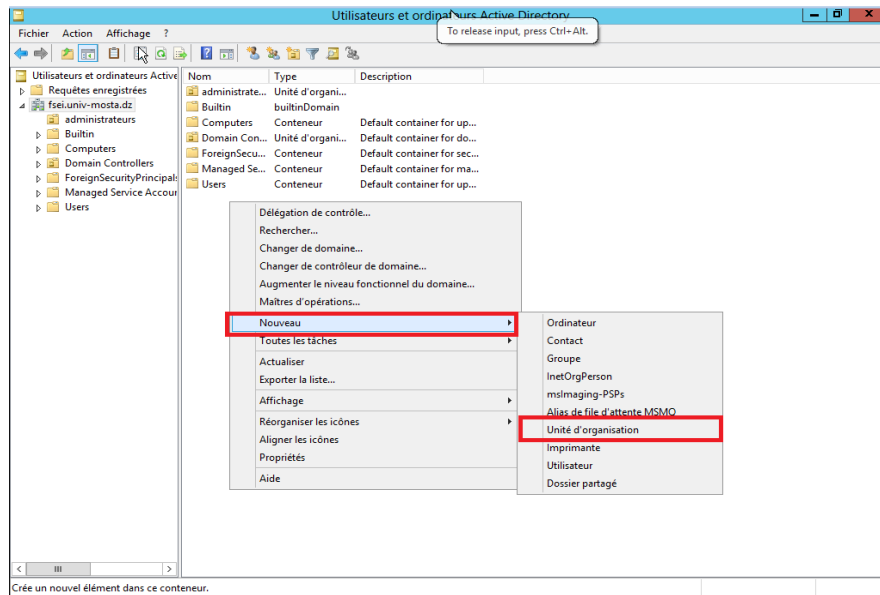 Utilisateurs et ordinateurs Active Directory
To release input, press Ctrl+Alt.
Fichier Action Affichage ?
Utilisateurs et ordinateurs Active
Requêtes enregistrées
fsei.univ-mosta.dz
administrateurs
Builtin
Computers
Domain Controllers
ForeignSecurityPrincipals
Managed Service Accour
Users
Nom Type Description
administrate... Unité d'organi...
Builtin builtinDomain
Computers Conteneur Default container for up...
Domain Con... Unité d'organi... Default container for do...
ForeignSecu... Conteneur Default container for sec...
Managed Se... Conteneur Default container for ma...
Users Conteneur Default container for up...
Délégation de contrôle...
Rechercher...
Changer de domaine...
Changer de contrôleur de domaine...
Augmenter le niveau fonctionnel du domaine...
Maîtres d'opérations...
Nouveau
Toutes les tâches
Actualiser
Exporter la liste...
Affichage
Réorganiser les icônes
Aligner les icônes
Propriétés
Aide
Ordinateur
Contact
Groupe
InetOrgPerson
msImaging-PSPs
Alias de file d'attente MSMQ
Unité d'organisation
Imprimante
Utilisateur
Dossier partagé
Crée un nouvel élément dans ce conteneur.